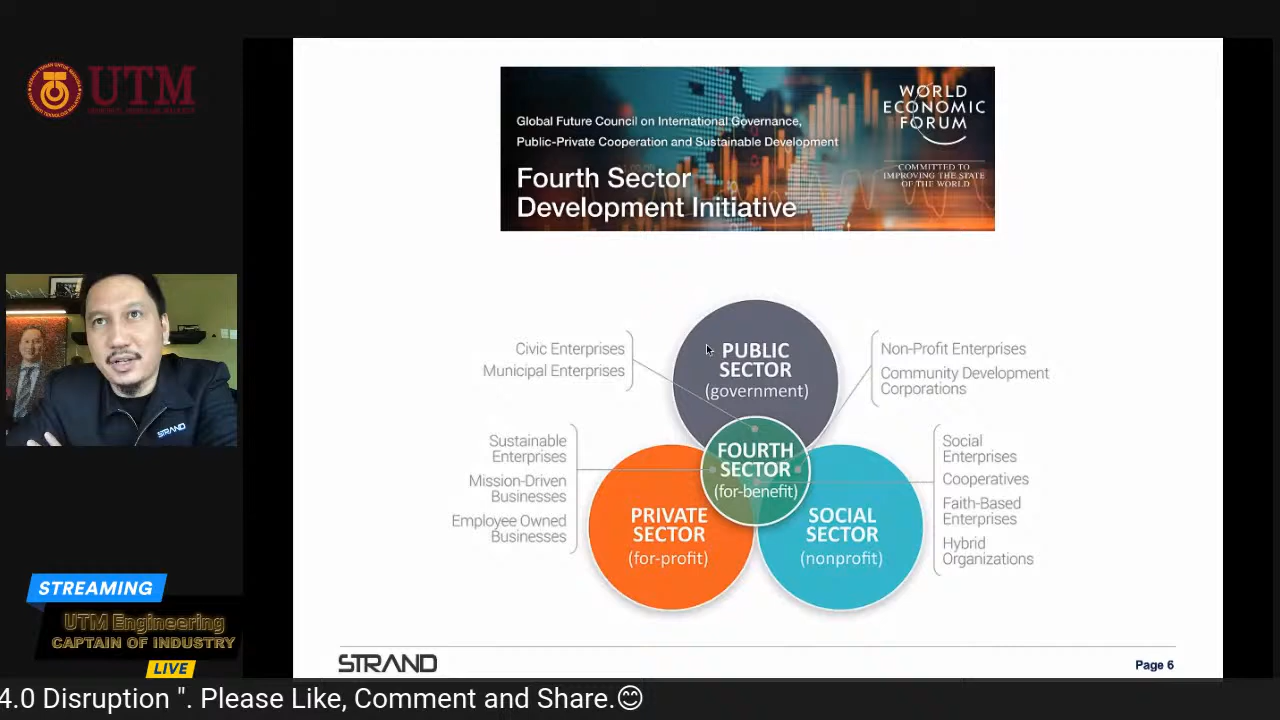 UTM
WORLD
ECONOMIC
FORUM
COMMITTED TO
IMPROVING THE STATE
OF THE WORLD
Global Future Council on International Governance,
Public-Private Cooperation and Sustainable Development
Fourth Sector
Development Initiative
Civic Enterprises
Municipal Enterprises
PUBLIC
SECTOR
(government)
Non-Profit Enterprises
Community Development
Corporations
Sustainable
Enterprises
Mission-Driven
Businesses
Employee Owned
Businesses
FOURTH
SECTOR
(for-benefit)
Social
Enterprises
Cooperatives
Faith-Based
Enterprises
Hybrid
Organizations
PRIVATE
SECTOR
(for-profit)
SOCIAL
SECTOR
(nonprofit)
STRAND
STREAMING
UTM Engineering
CAPTAIN OF INDUSTRY
LIVE
STRAND
Page 6
4.0 Disruption ". Please Like, Comment and Share.😊